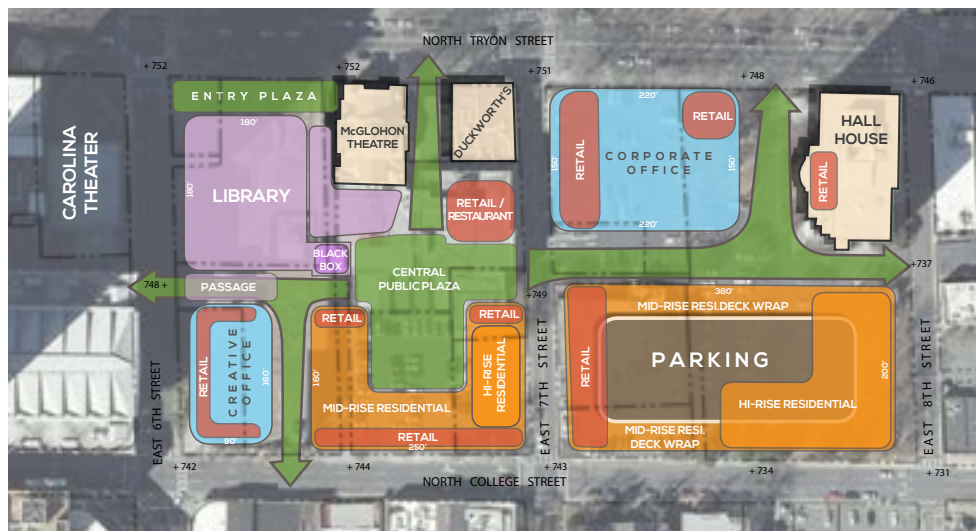 NORTH TRYON STREET
+ 752
+ 752
+ 751
+ 748
+ 746
ENTRY PLAZA
180'
220'
McGLOHON
THEATRE
DUCKWORTH'S
RETAIL
RETAIL
HALL
HOUSE
CAROLINA
THEATER
180'
LIBRARY
150'
CORPORATE
OFFICE
150'
RETAIL
RETAIL /
RESTAURANT
220'
BLACK
BOX
CENTRAL
PUBLIC PLAZA
+737
748 +
PASSAGE
+749
380'
MID-RISE RESI.DECK WRAP
RETAIL
RETAIL
RETAIL
CREATIVE
OFFICE
160'
160'
HI-RISE
RESIDENTIAL
RETAIL
PARKING
200'
MID-RISE RESIDENTIAL
HI-RISE RESIDENTIAL
EAST 6TH STREET
EAST 7TH STREET
EAST 8TH STREET
90'
RETAIL
250'
MID-RISE RESI.
DECK WRAP
+ 742
+ 744
+ 743
+ 734
+ 731
NORTH COLLEGE STREET